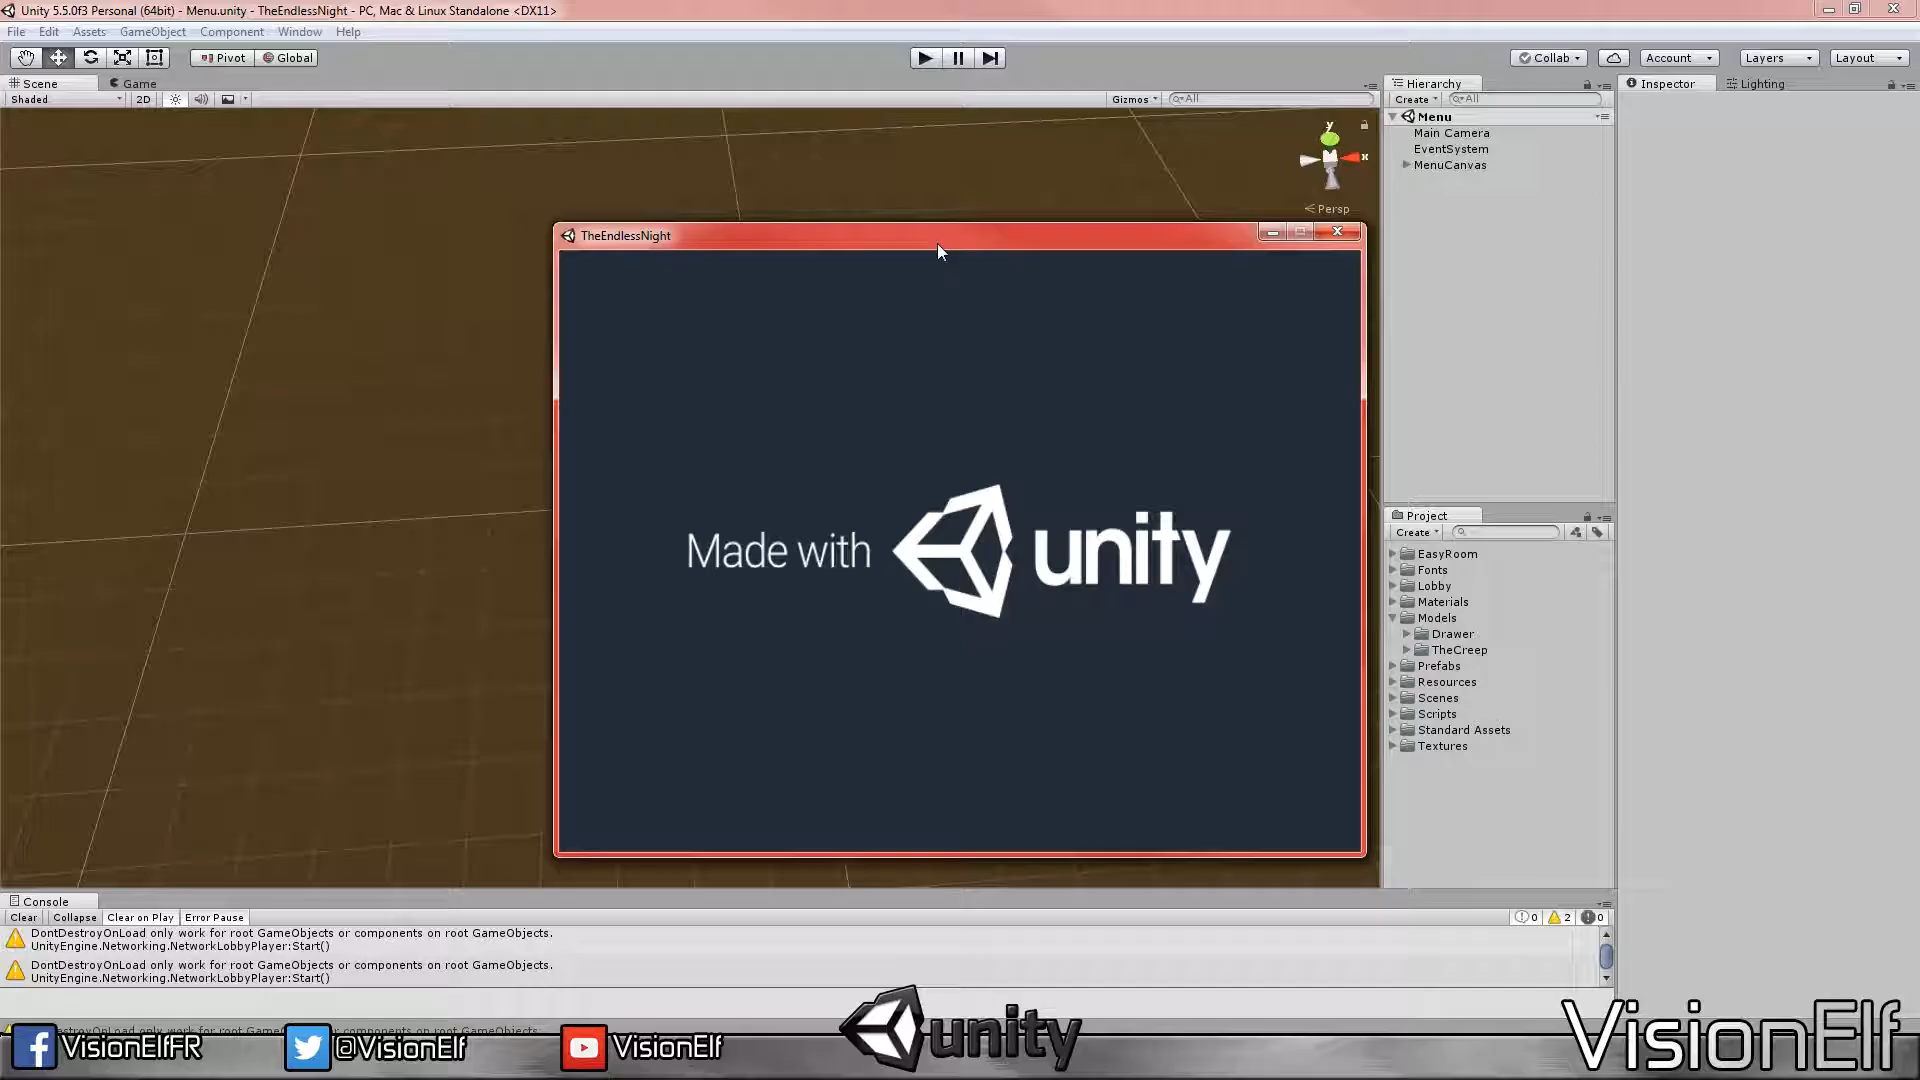 Unity 5.5.0f3 Personal (64bit) - Menu.unity - TheEndlessNight - PC, Mac & Linux Standalone <DX11>
File Edit Assets GameObject Component Window Help
Pivot Global Collab Account Layers Layout
Scene Game
Shaded 2D Gizmos All
y
x
Persp
Hierarchy
Create All
Menu
Main Camera
EventSystem
MenuCanvas
Inspector Lighting
TheEndlessNight
Made with unity
Project
Create
EasyRoom
Fonts
Lobby
Materials
Models
Drawer
TheCreep
Prefabs
Resources
Scenes
Scripts
Standard Assets
Textures
Console
Clear Collapse Clear on Play Error Pause 0 2 0
DontDestroyOnLoad only work for root GameObjects or components on root GameObjects.
UnityEngine.Networking.NetworkLobbyPlayer:Start()
DontDestroyOnLoad only work for root GameObjects or components on root GameObjects.
UnityEngine.Networking.NetworkLobbyPlayer:Start()
VisionElfFR @VisionElf VisionElf unity VisionElf